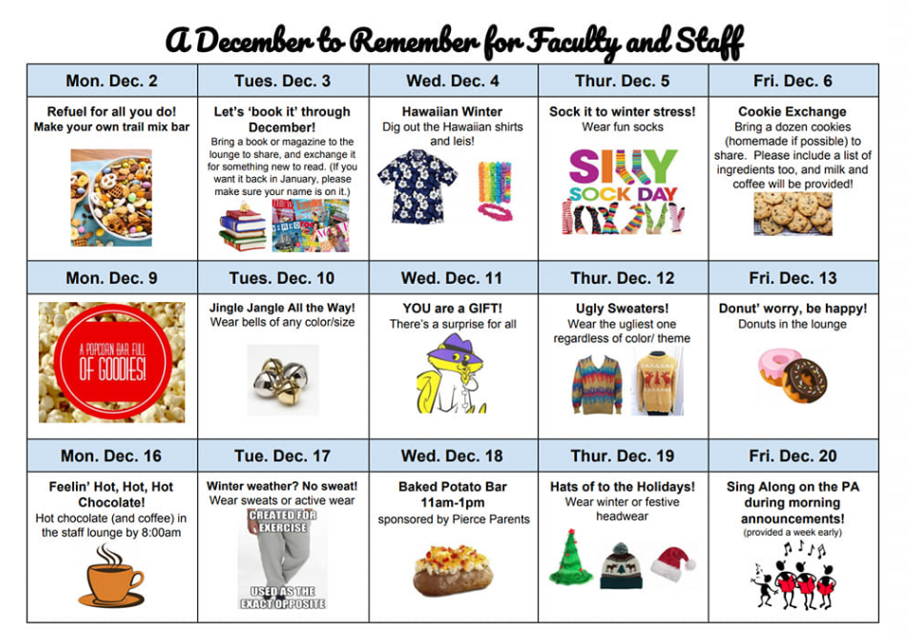 A December to Remember for Faculty and Staff
Mon. Dec. 2
Tues. Dec. 3
Wed. Dec. 4
Thur. Dec. 5
Fri. Dec. 6
Refuel for all you do!
Make your own trail mix bar
Let's 'book it' through
December!
Bring a book or magazine to the
lounge to share, and exchange it
for something new to read. (If you
want it back in January, please
make sure your name is on it.)
Hawaiian Winter
Dig out the Hawaiian shirts
and leis!
Sock it to winter stress!
Wear fun socks
SILLY
SOCK DAY
Cookie Exchange
Bring a dozen cookies
(homemade if possible) to
share. Please include a list of
ingredients too, and milk and
coffee will be provided!
Mon. Dec. 9
Tues. Dec. 10
Wed. Dec. 11
Thur. Dec. 12
Fri. Dec. 13
A POPCORN BAR FULL
OF GOODIES!
Jingle Jangle All the Way!
Wear bells of any color/size
YOU are a GIFT!
There's a surprise for all
Ugly Sweaters!
Wear the ugliest one
regardless of color/ theme
Donut' worry, be happy!
Donuts in the lounge
Mon. Dec. 16
Tue. Dec. 17
Wed. Dec. 18
Thur. Dec. 19
Fri. Dec. 20
Feelin' Hot, Hot, Hot
Chocolate!
Hot chocolate (and coffee) in
the staff lounge by 8:00am
Winter weather? No sweat!
Wear sweats or active wear
CREATED FOR
EXERCISE
USED AS THE
EXACT OPPOSITE
Baked Potato Bar
11am-1pm
sponsored by Pierce Parents
Hats of to the Holidays!
Wear winter or festive
headwear
Sing Along on the PA
during morning
announcements!
(provided a week early)